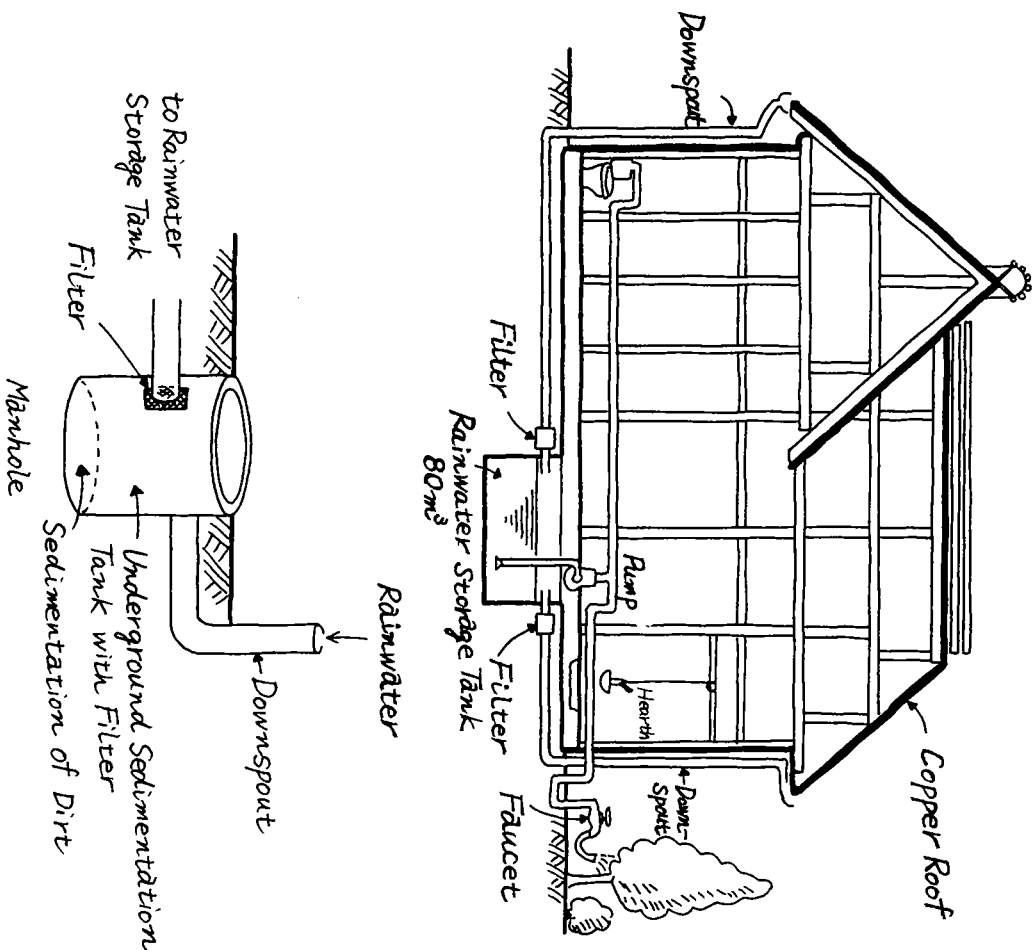 Copper Roof
Downspout
Down-
Spout
Hearth
Pump
Faucet
Filter
Filter
Rainwater Storage Tank
80m³
Rainwater
Downspout
to Rainwater
Storage Tank
Filter
Underground Sedimentation
Tank with Filter
Sedimentation of Dirt
Manhole